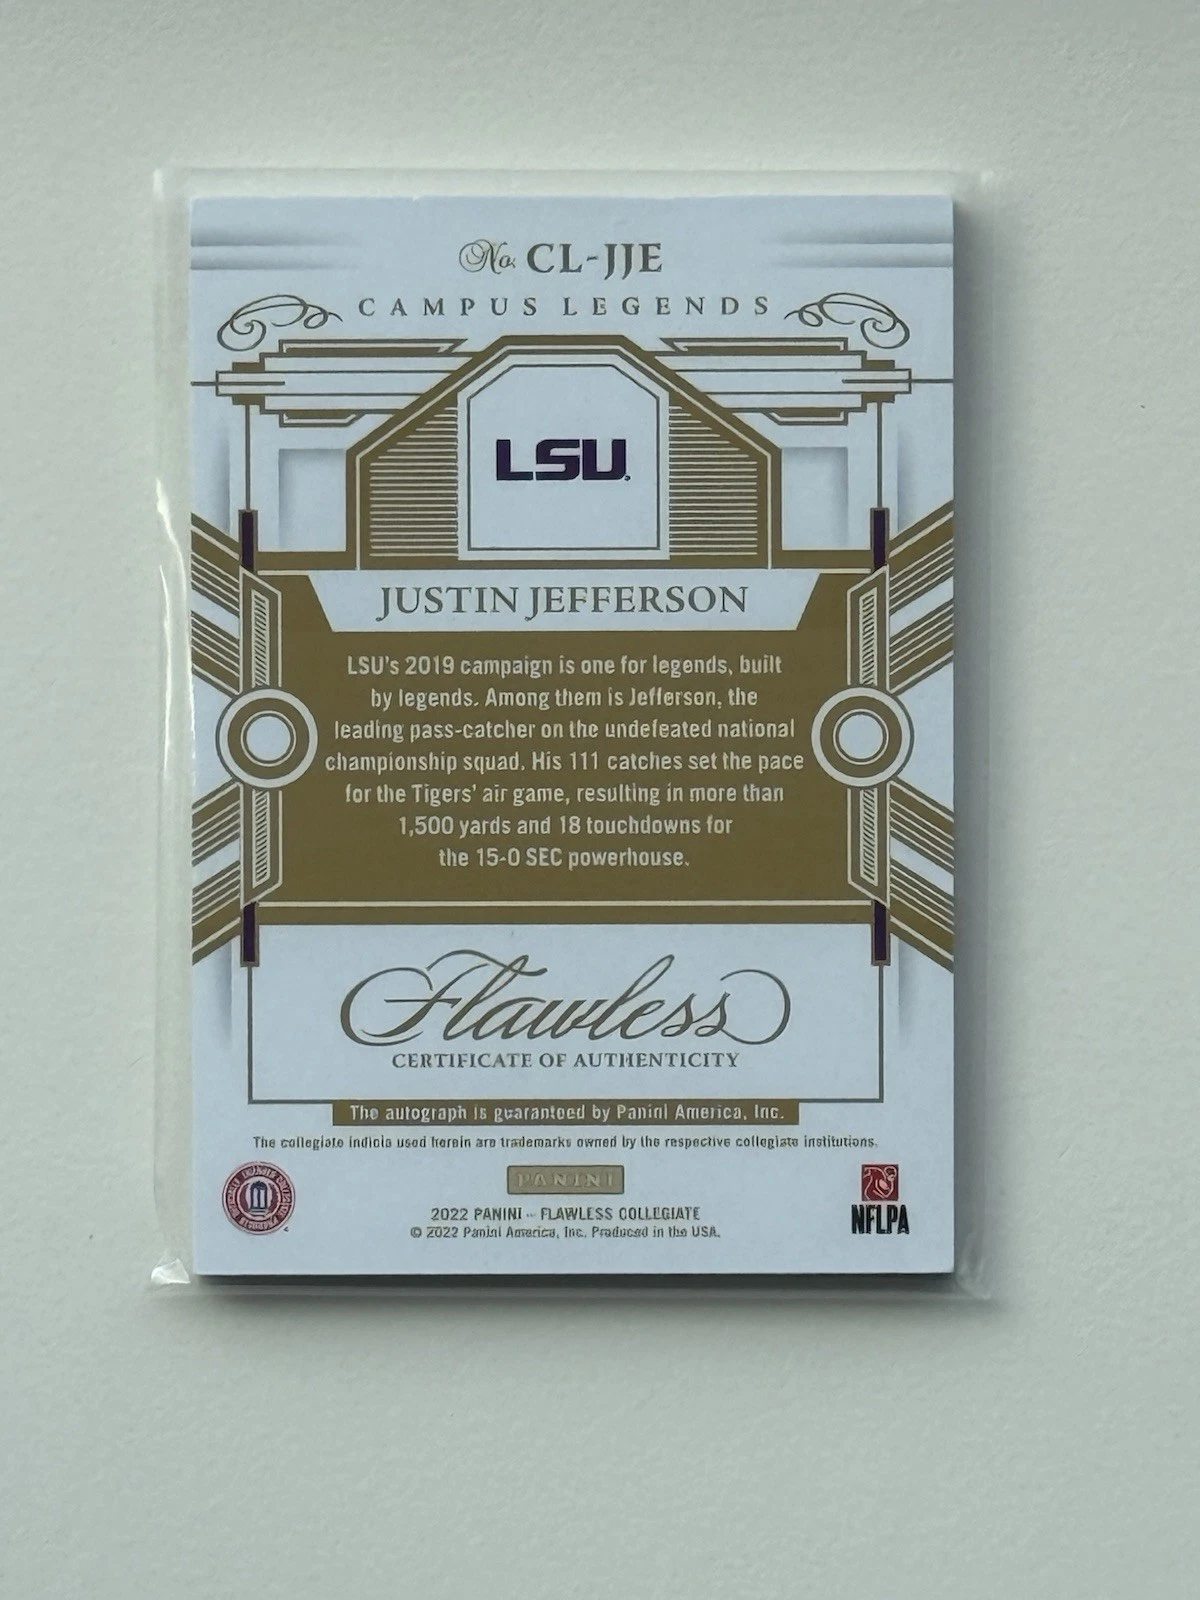 No. CL-JJE
CAMPUS LEGENDS
LSU
JUSTIN JEFFERSON
LSU's 2019 campaign is one for legends, built
by legends. Among them is Jefferson, the
leading pass-catcher on the undefeated national
championship squad. His 111 catches set the pace
for the Tigers' air game, resulting in more than
1,500 yards and 18 touchdowns for
the 15-0 SEC powerhouse.
Flawless
CERTIFICATE OF AUTHENTICITY
The autograph is guaranteed by Panini America, Inc.
The collegiate indicia used herein are trademarks owned by the respective collegiate institutions.
PANINI
2022 PANINI – FLAWLESS COLLEGIATE
© 2022 Panini America, Inc. Produced in the USA.
NFLPA